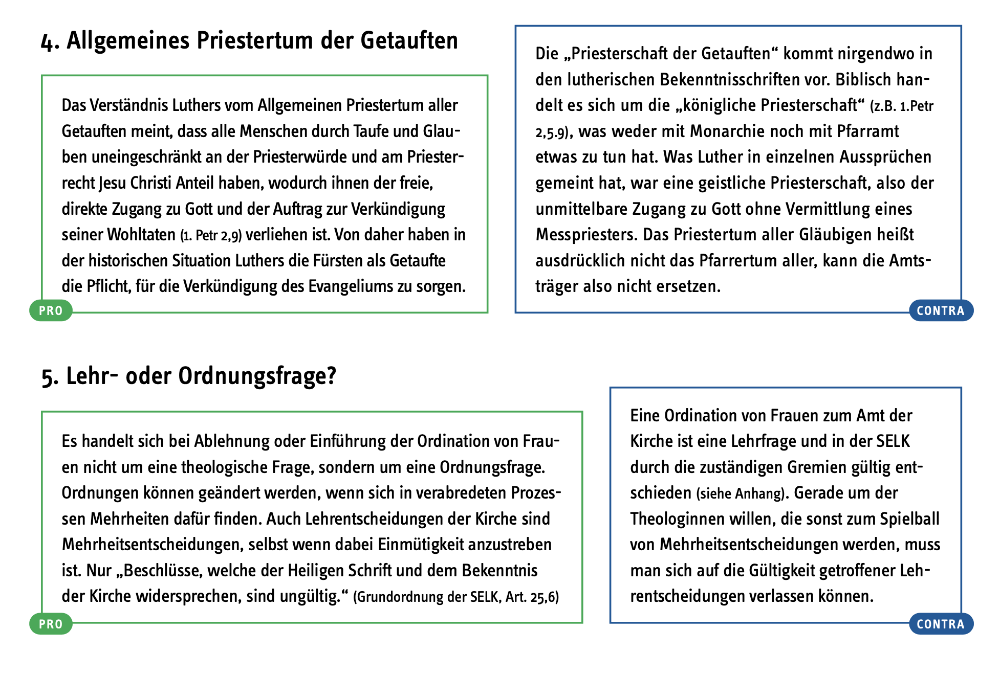 4. Allgemeines Priestertum der Getauften
Das Verständnis Luthers vom Allgemeinen Priestertum aller
Getauften meint, dass alle Menschen durch Taufe und Glau-
ben uneingeschränkt an der Priesterwürde und am Priester-
recht Jesu Christi Anteil haben, wodurch ihnen der freie,
direkte Zugang zu Gott und der Auftrag zur Verkündigung
seiner Wohltaten (1. Petr 2,9) verliehen ist. Von daher haben in
der historischen Situation Luthers die Fürsten als Getaufte
die Pflicht, für die Verkündigung des Evangeliums zu sorgen.
PRO
Die „Priesterschaft der Getauften“ kommt nirgendwo in
den lutherischen Bekenntnisschriften vor. Biblisch han-
delt es sich um die „königliche Priesterschaft“ (z.B. 1.Petr
2,5.9), was weder mit Monarchie noch mit Pfarramt
etwas zu tun hat. Was Luther in einzelnen Aussprüchen
gemeint hat, war eine geistliche Priesterschaft, also der
unmittelbare Zugang zu Gott ohne Vermittlung eines
Messpriesters. Das Priestertum aller Gläubigen heißt
ausdrücklich nicht das Pfarrertum aller, kann die Amts-
träger also nicht ersetzen.
CONTRA
5. Lehr- oder Ordnungsfrage?
Es handelt sich bei Ablehnung oder Einführung der Ordination von Frau-
en nicht um eine theologische Frage, sondern um eine Ordnungsfrage.
Ordnungen können geändert werden, wenn sich in verabredeten Prozes-
sen Mehrheiten dafür finden. Auch Lehrentscheidungen der Kirche sind
Mehrheitsentscheidungen, selbst wenn dabei Einmütigkeit anzustreben
ist. Nur „Beschlüsse, welche der Heiligen Schrift und dem Bekenntnis
der Kirche widersprechen, sind ungültig.“ (Grundordnung der SELK, Art. 25,6)
PRO
Eine Ordination von Frauen zum Amt der
Kirche ist eine Lehrfrage und in der SELK
durch die zuständigen Gremien gültig ent-
schieden (siehe Anhang). Gerade um der
Theologinnen willen, die sonst zum Spielball
von Mehrheitsentscheidungen werden, muss
man sich auf die Gültigkeit getroffener Leh-
rentscheidungen verlassen können.
CONTRA